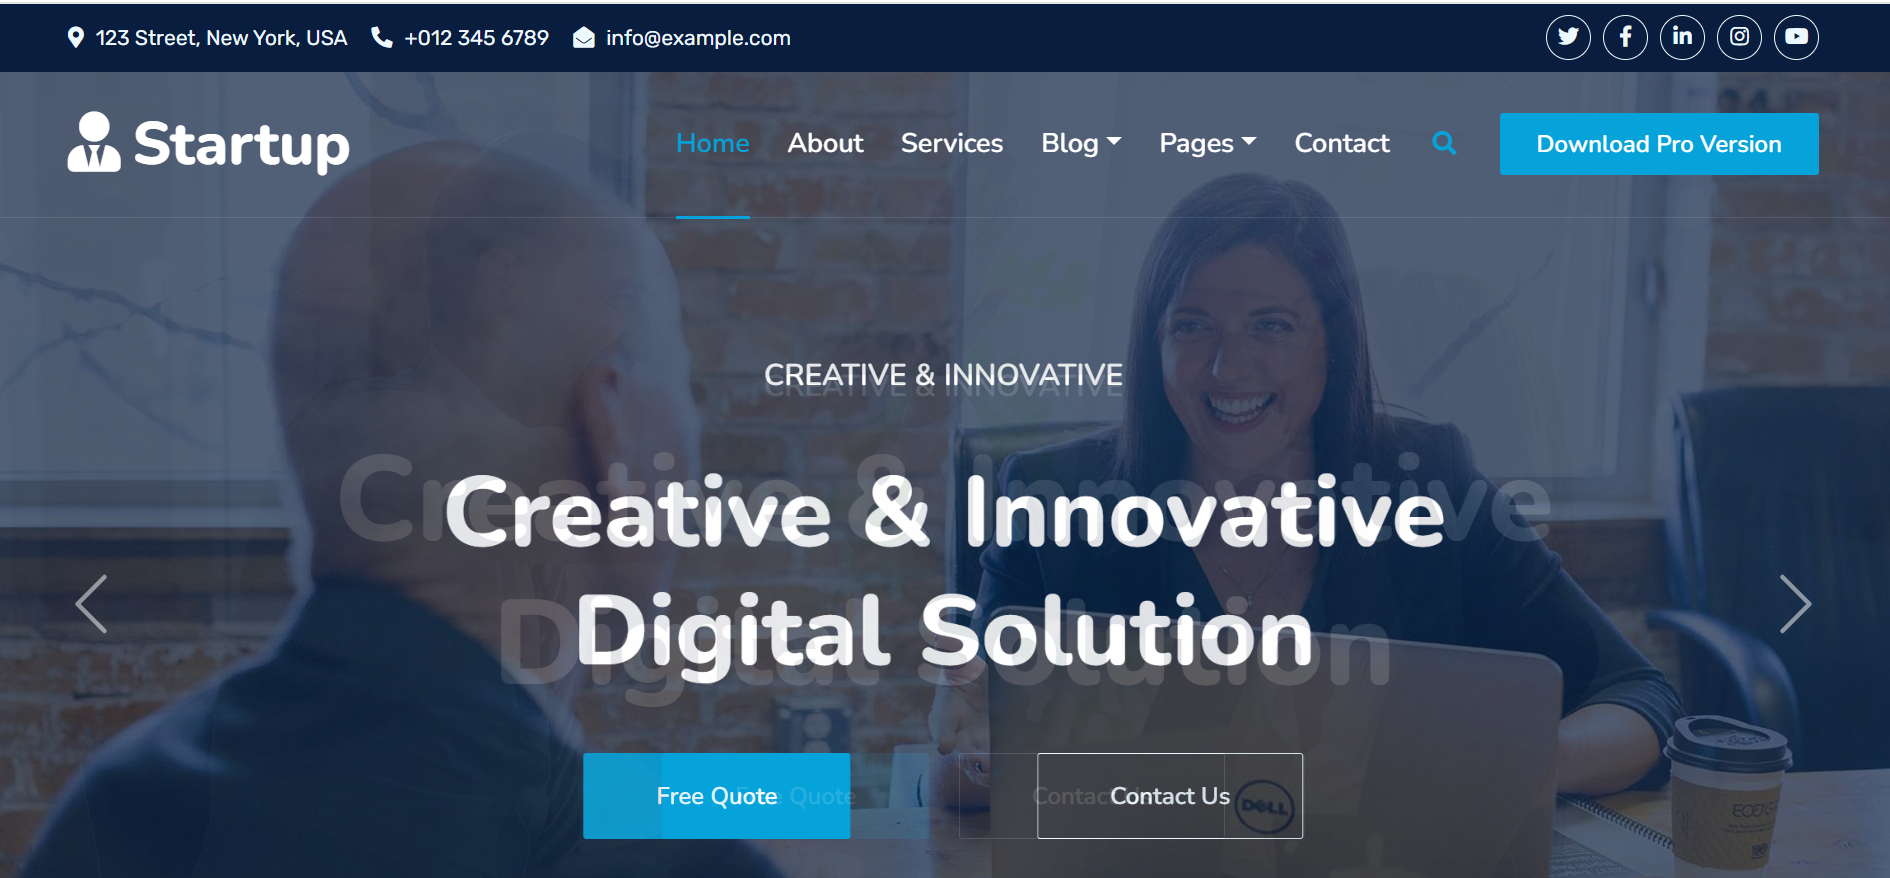 123 Street, New York, USA +012 345 6789 info@example.com
Startup Home About Services Blog Pages Contact Download Pro Version
CREATIVE & INNOVATIVE
Creative & Innovative
Digital Solution
Free Quote Contact Us
DELL